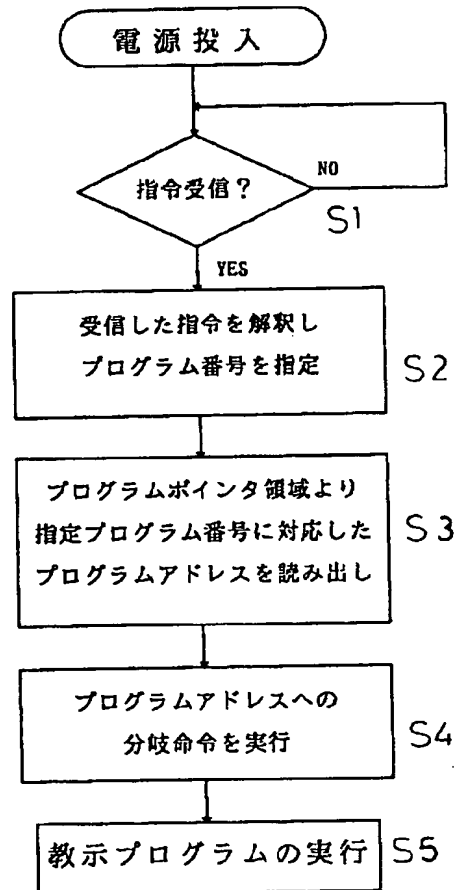 電源投入
指令受信?
NO
S1
YES
受信した指令を解釈し
プログラム番号を指定
S2
プログラムポインタ領域より
指定プログラム番号に対応した
プログラムアドレスを読み出し
S3
プログラムアドレスへの
分岐命令を実行
S4
教示プログラムの実行
S5